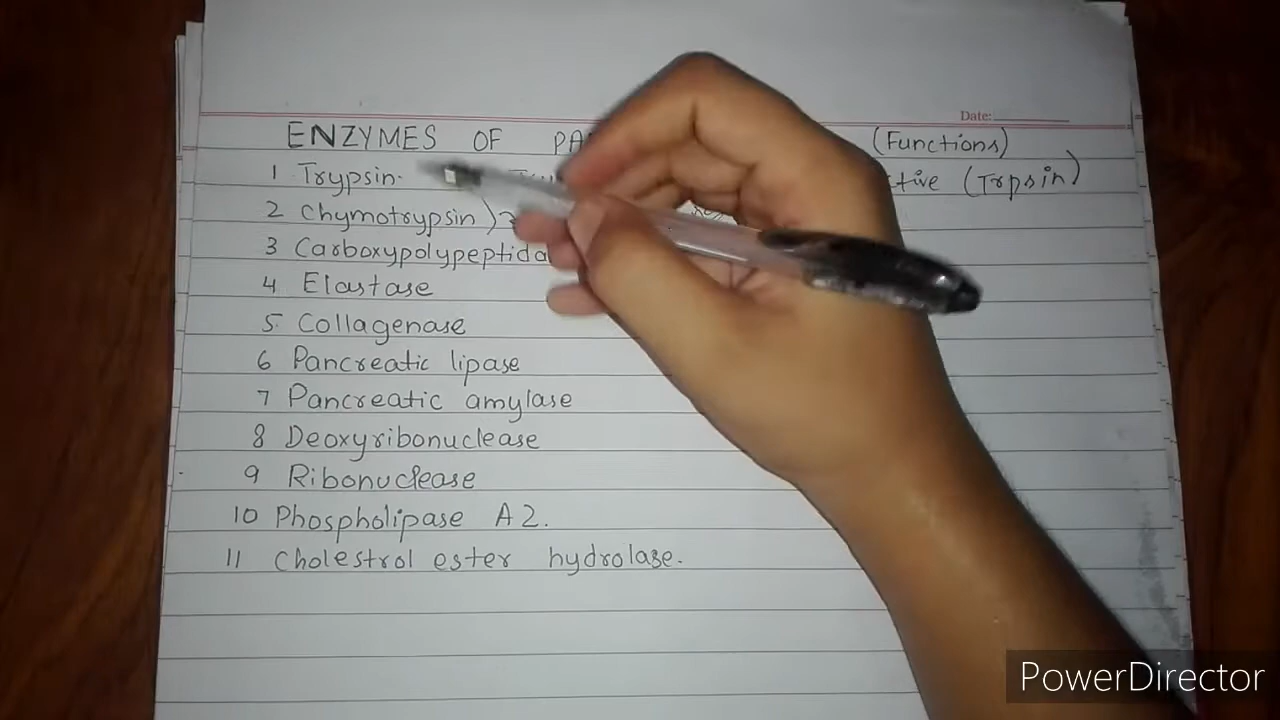 Date:
ENZYMES OF PA (Functions)
1 Trypsin. ctive (Trpsin)
2 Chymotrypsin)
3 Carboxypolypeptida
4 Elastase
5. Collagenase
6 Pancreatic lipase
7 Pancreatic amylase
8 Deoxyribonuclease
9 Ribonuclease
10 Phospholipase A2.
11 Cholestrol ester hydrolase.
PowerDirector